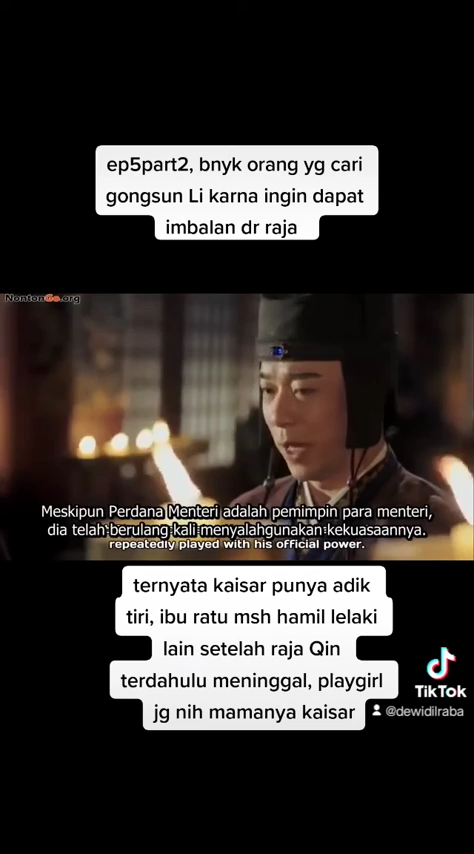 ep5part2, bnyk orang yg cari
gongsun Li karna ingin dapat
imbalan dr raja
NontonGo.org
Meskipun Perdana Menteri adalah pemimpin para menteri,
dia telah berulang kali menyalahgunakan kekuasaannya.
repeatedly played with his official power.
ternyata kaisar punya adik
tiri, ibu ratu msh hamil lelaki
lain setelah raja Qin
terdahulu meninggal, playgirl
jg nih mamanya kaisar
TikTok
@dewidilraba